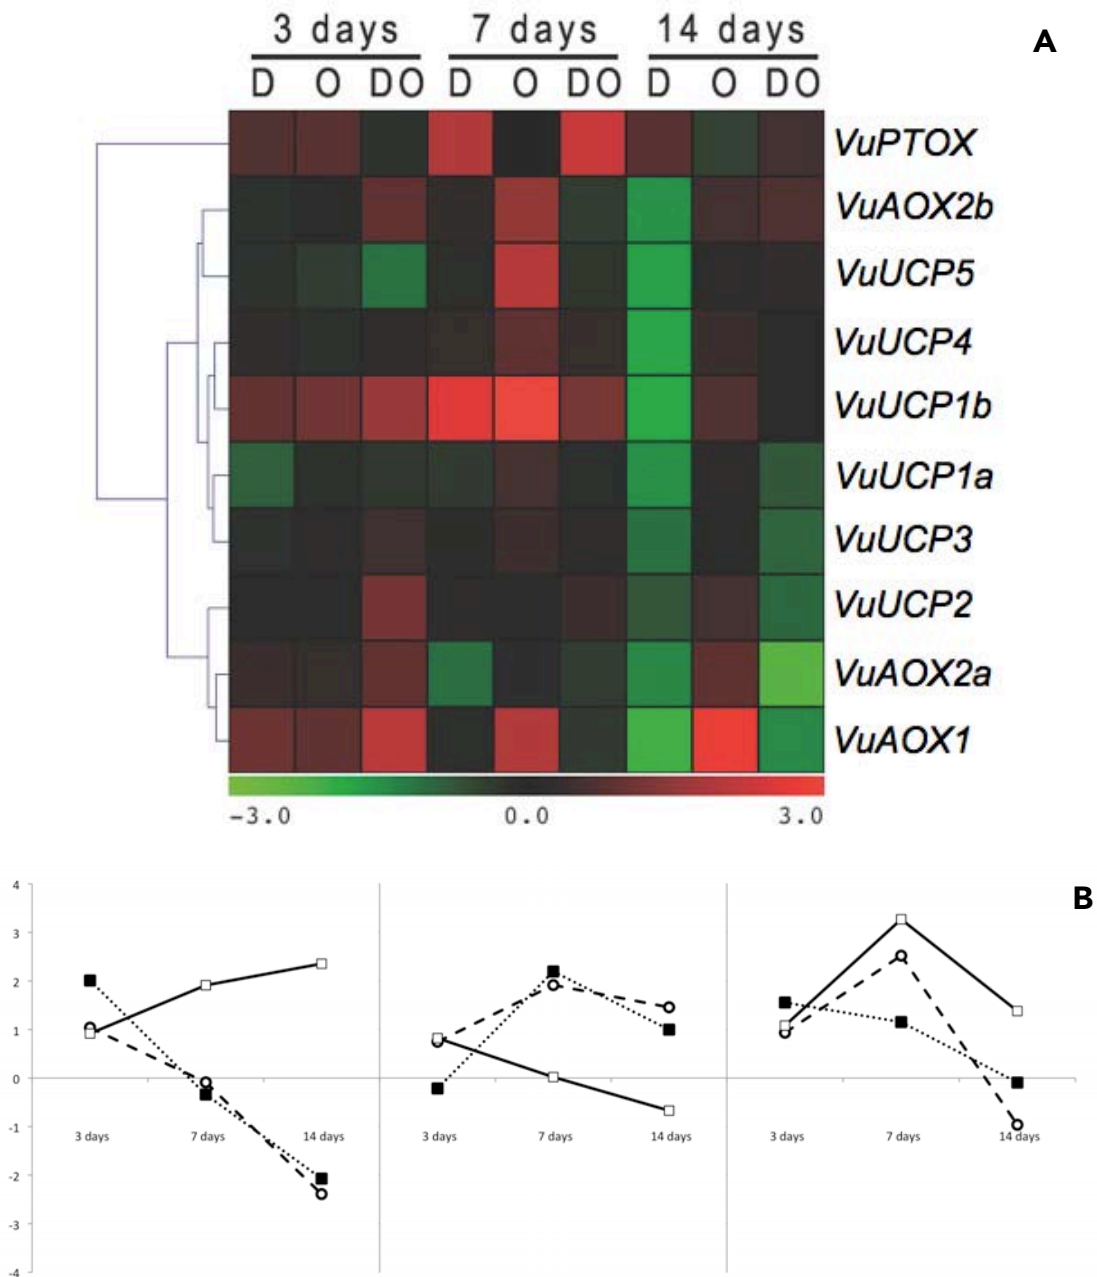 3 days 7 days 14 days
A
D O DO D O DO D O DO
VuPTOX
VuAOX2b
VuUCP5
VuUCP4
VuUCP1b
VuUCP1a
VuUCP3
VuUCP2
VuAOX2a
VuAOX1
-3.0 0.0 3.0
B
4
3
2
1
0
-1
3 days 7 days 14 days 3 days 7 days 14 days 3 days 7 days 14 days
-2
-3
-4